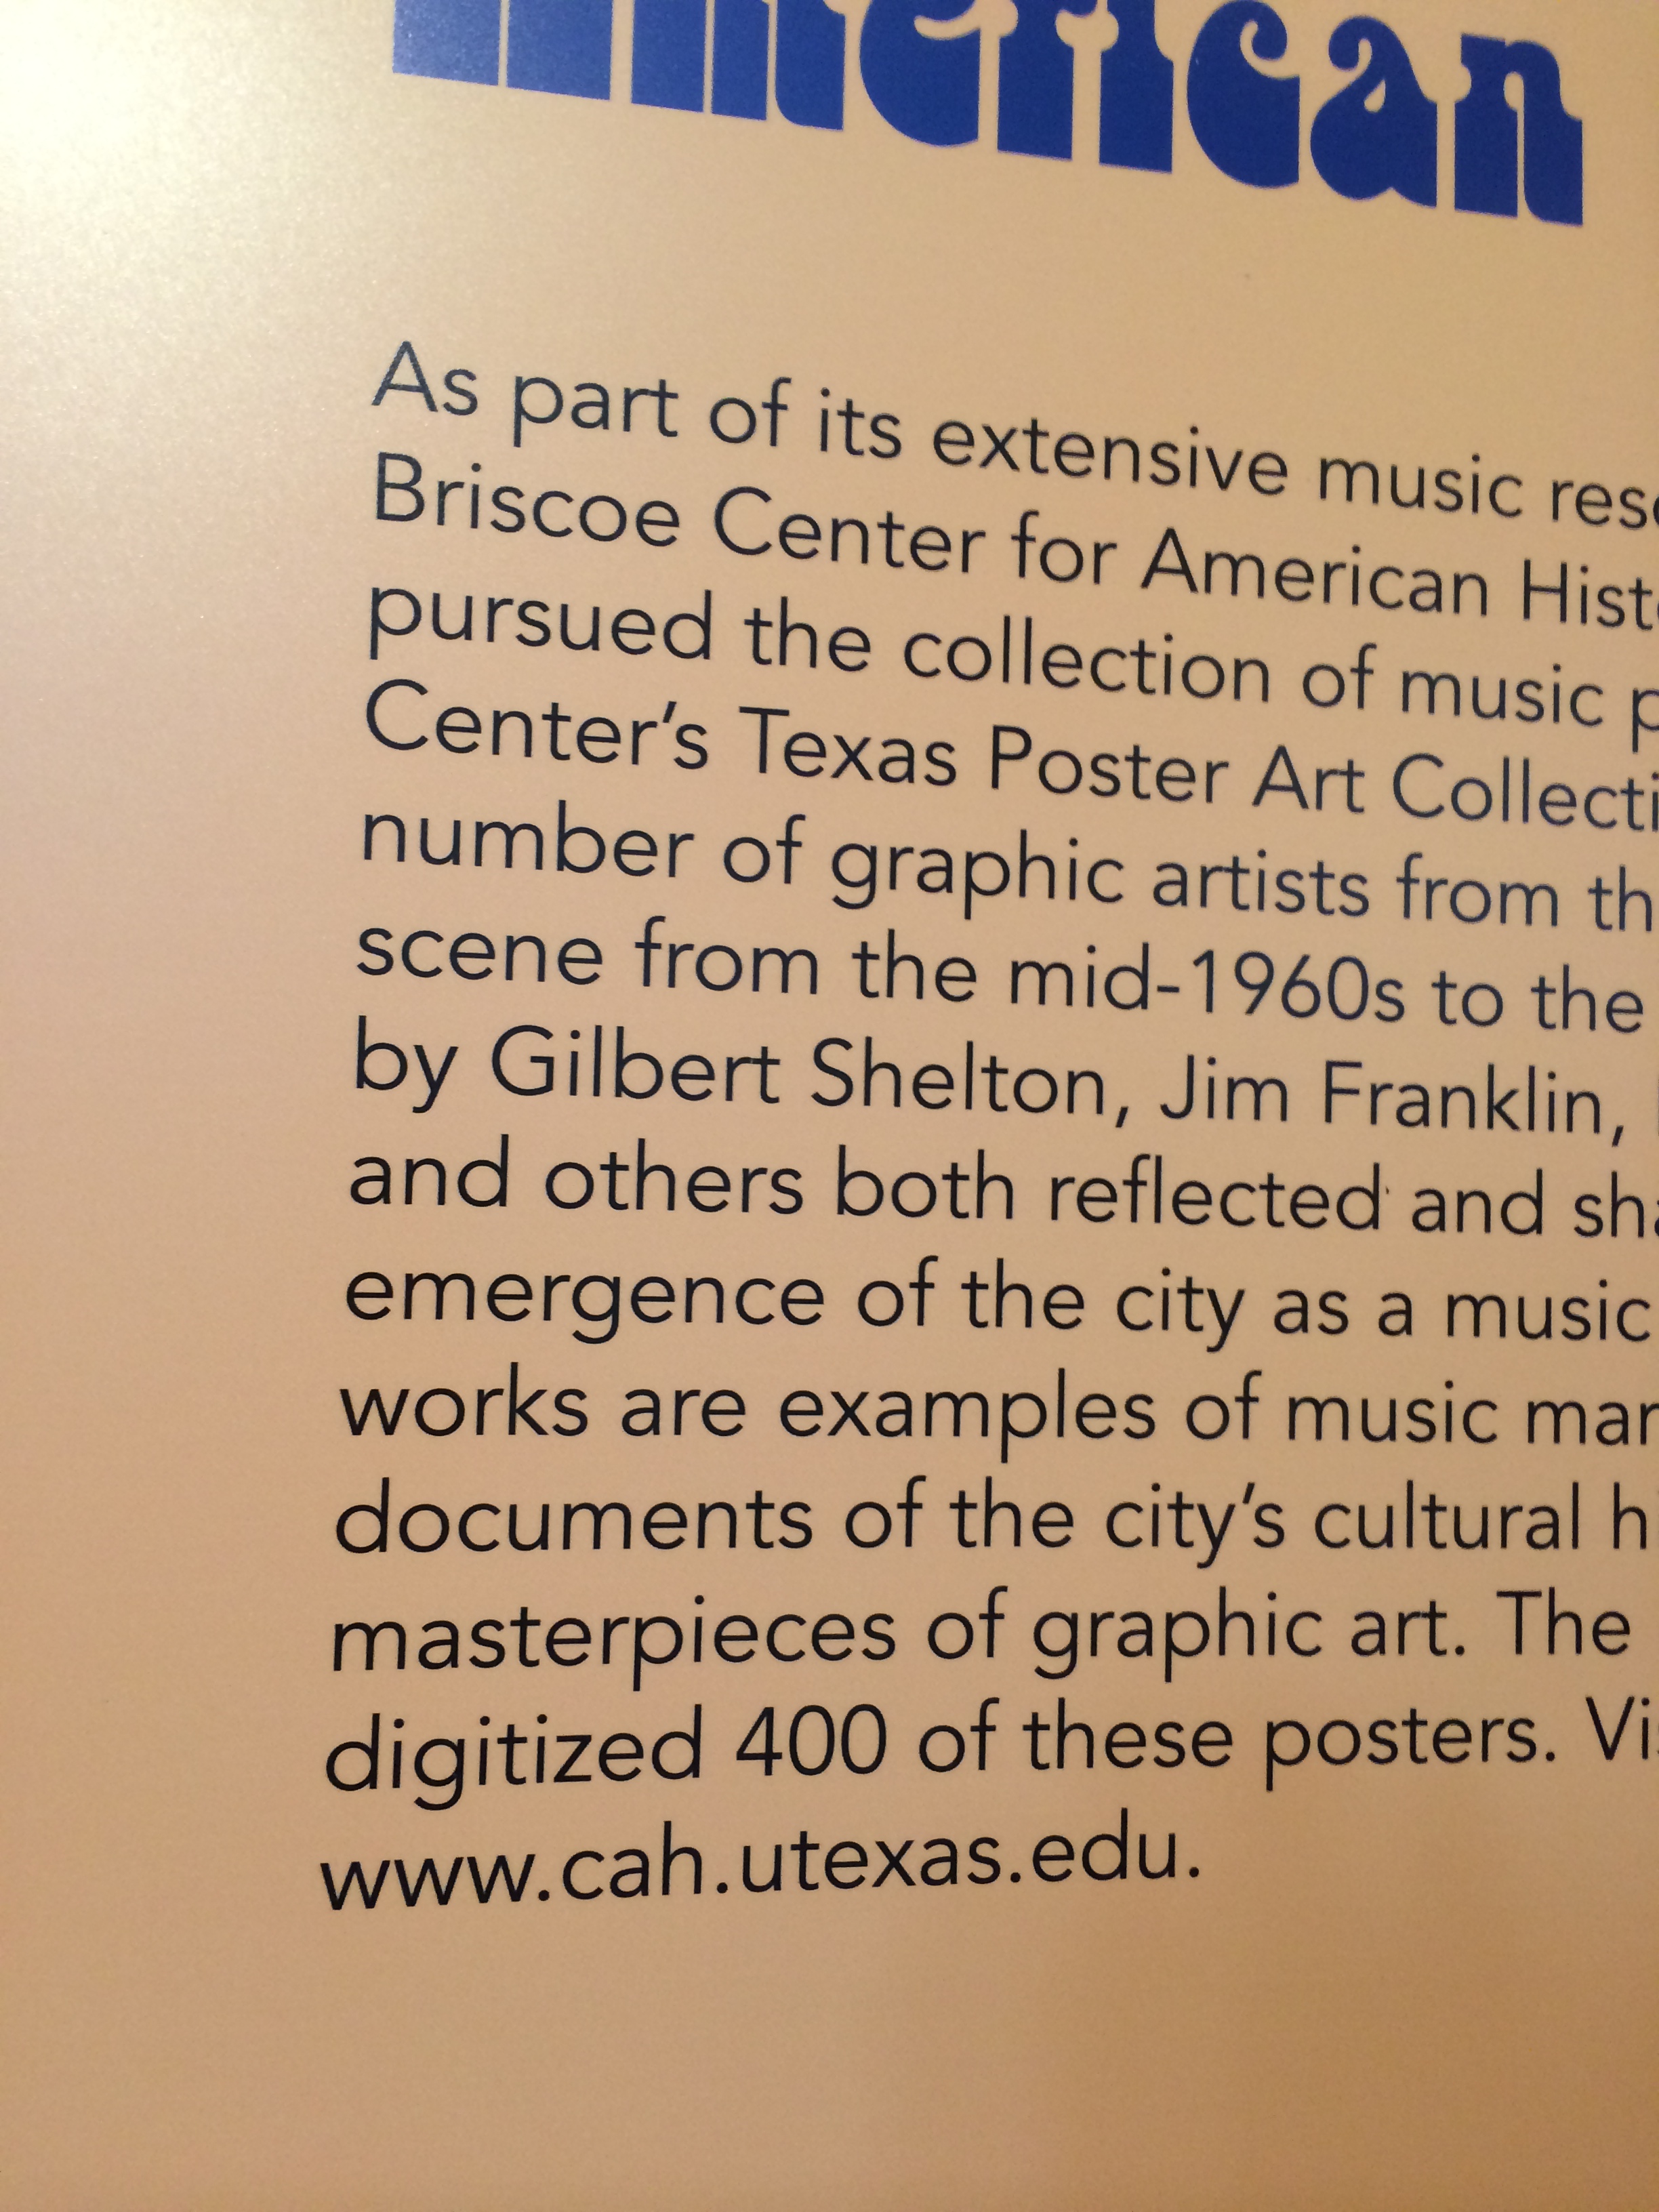 American
As part of its extensive music
Briscoe Center for American
pursued the collection of music
Center's Texas Poster Art
number of graphic artists from
scene from the mid-1960s to the
by Gilbert Shelton, Jim Franklin,
and others both reflected and
emergence of the city as a music
works are examples of music
documents of the city's cultural
masterpieces of graphic art. The
digitized 400 of these posters.
www.cah.utexas.edu.